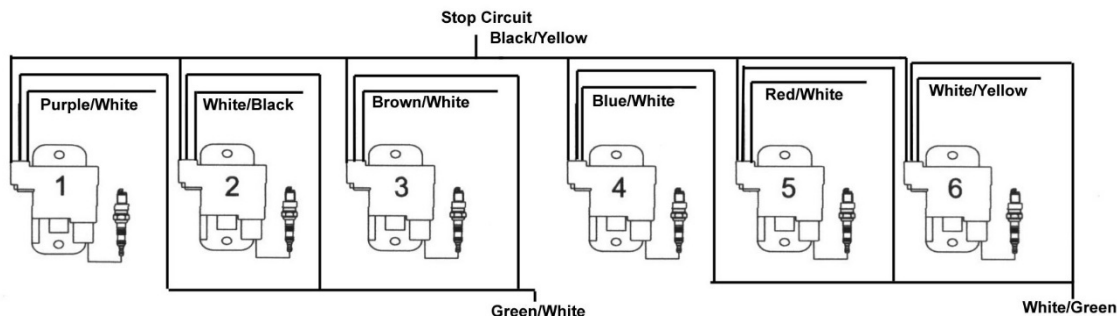 Stop Circuit
Black/Yellow
Purple/White
White/Black
Brown/White
Blue/White
Red/White
White/Yellow
1
2
3
4
5
6
Green/White
White/Green